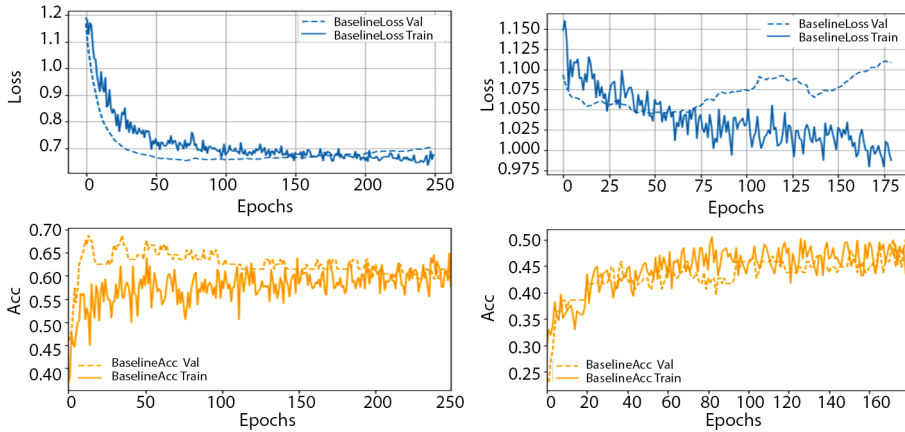 BaselineLoss Val
BaselineLoss Train
Loss
1.2
1.1
1.0
0.9
0.8
0.7
0 50 100 150 200 250
Epochs
BaselineLoss Val
BaselineLoss Train
Loss
1.150
1.125
1.100
1.075
1.050
1.025
1.000
0.975
0 25 50 75 100 125 150 175
Epochs
Acc
0.70
0.60
0.55
0.50
0.45
0.40
BaselineAcc Val
BaselineAcc Train
0 50 100 150 200 250
Epochs
Acc
0.50
0.45
0.40
0.35
0.30
0.25
BaselineAcc Val
BaselineAcc Train
0 20 40 60 80 100 120 140 160
Epochs